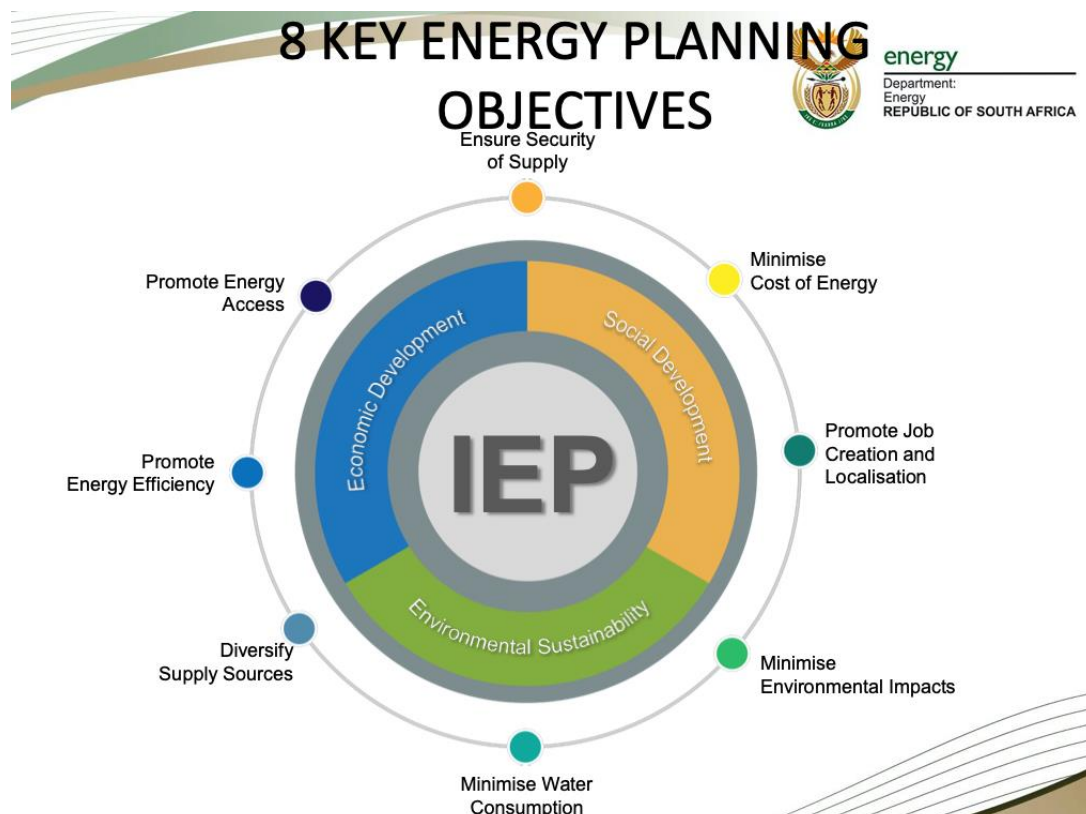 8 KEY ENERGY PLANNING
OBJECTIVES
energy
Department:
Energy
REPUBLIC OF SOUTH AFRICA
Ensure Security
of Supply
Minimise
Cost of Energy
Promote Job
Creation and
Localisation
Minimise
Environmental Impacts
Minimise Water
Consumption
Diversify
Supply Sources
Promote
Energy Efficiency
Promote Energy
Access
Economic Development
Social Development
Environmental Sustainability
IEP